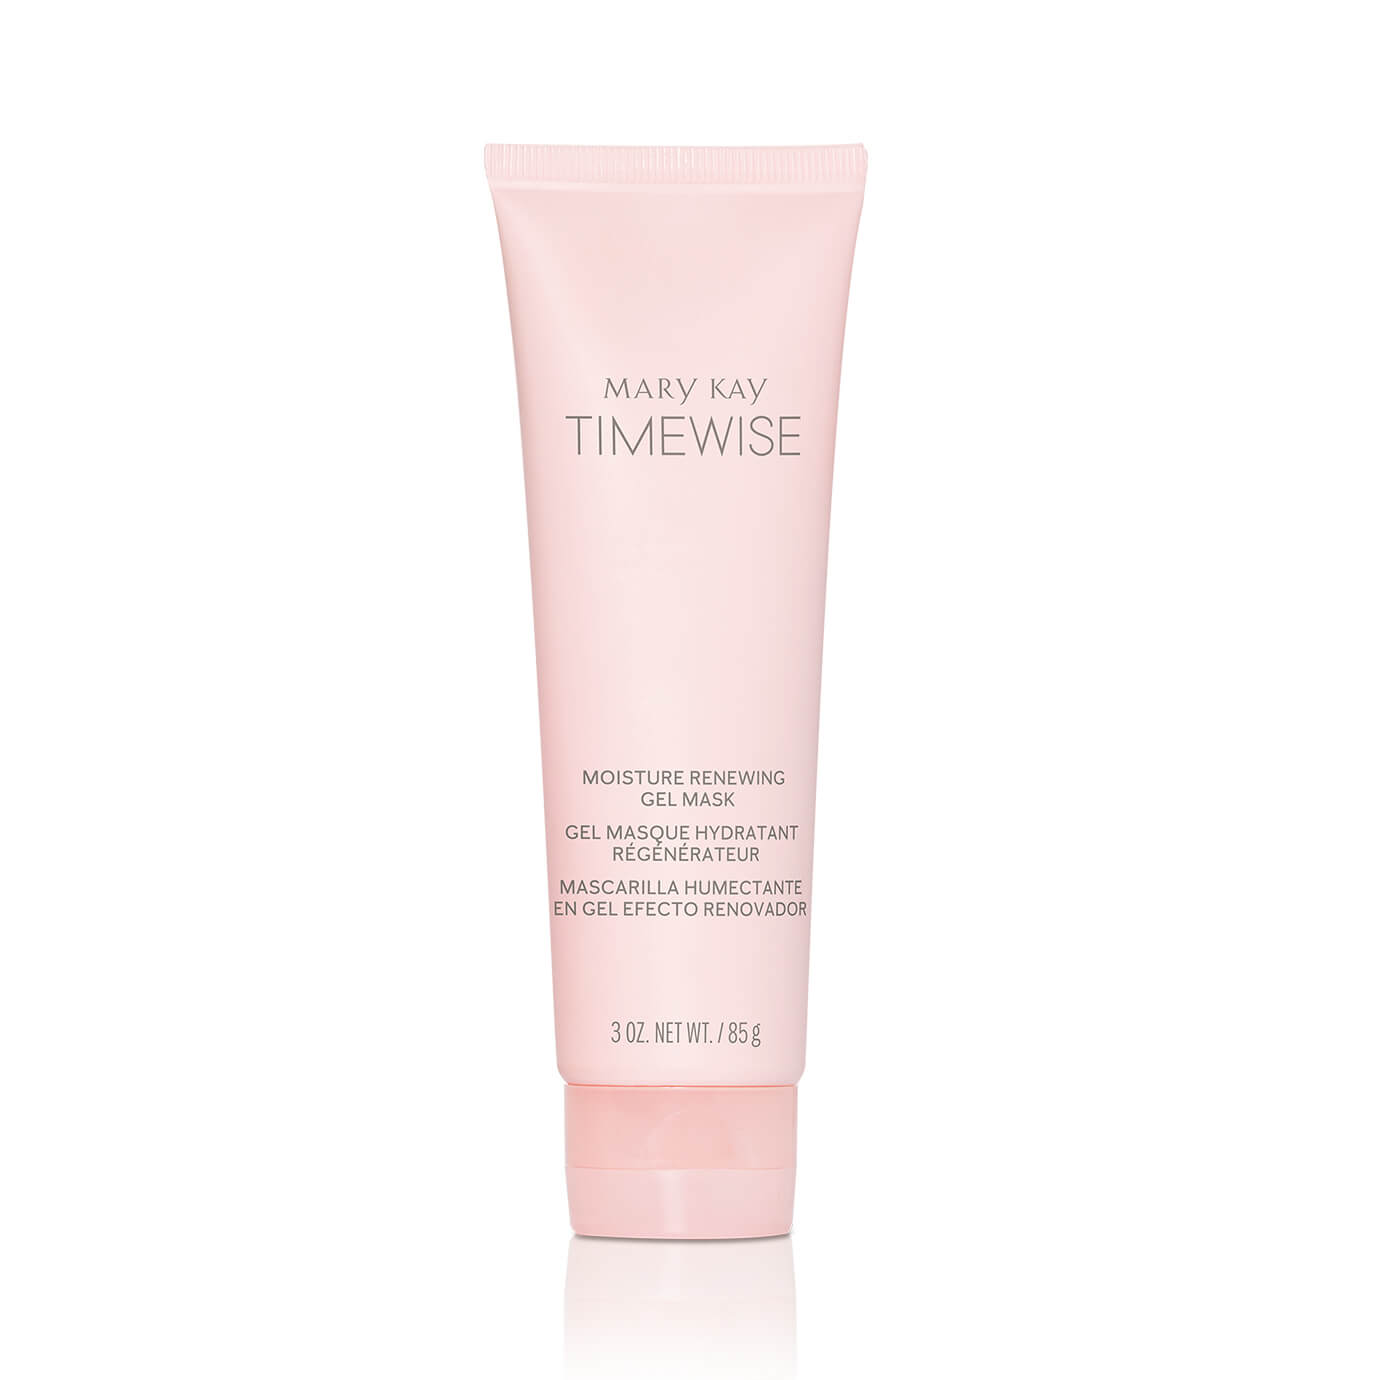 MARY KAY
TIMEWISE
MOISTURE RENEWING
GEL MASK
GEL MASQUE HYDRATANT
RÉGÉNÉRATEUR
MASCARILLA HUMECTANTE
EN GEL EFECTO RENOVADOR
3 OZ. NET WT. / 85 g